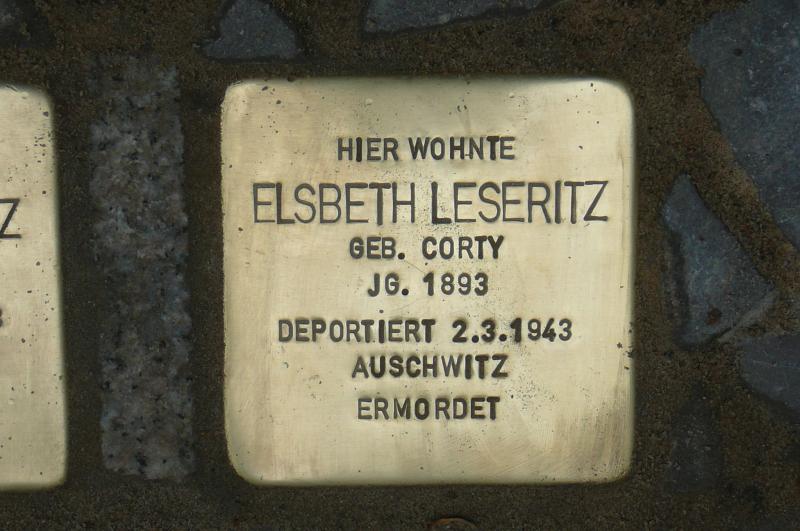 HIER WOHNTE
ELSBETH LESERITZ
GEB. CORTY
JG. 1893
DEPORTIERT 2.3.1943
AUSCHWITZ
ERMORDET